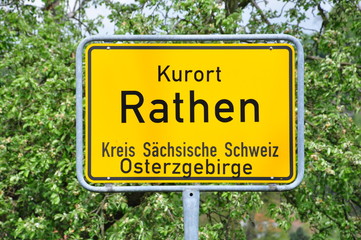 Kurort
Rathen
Kreis Sächsische Schweiz
Osterzgebirge